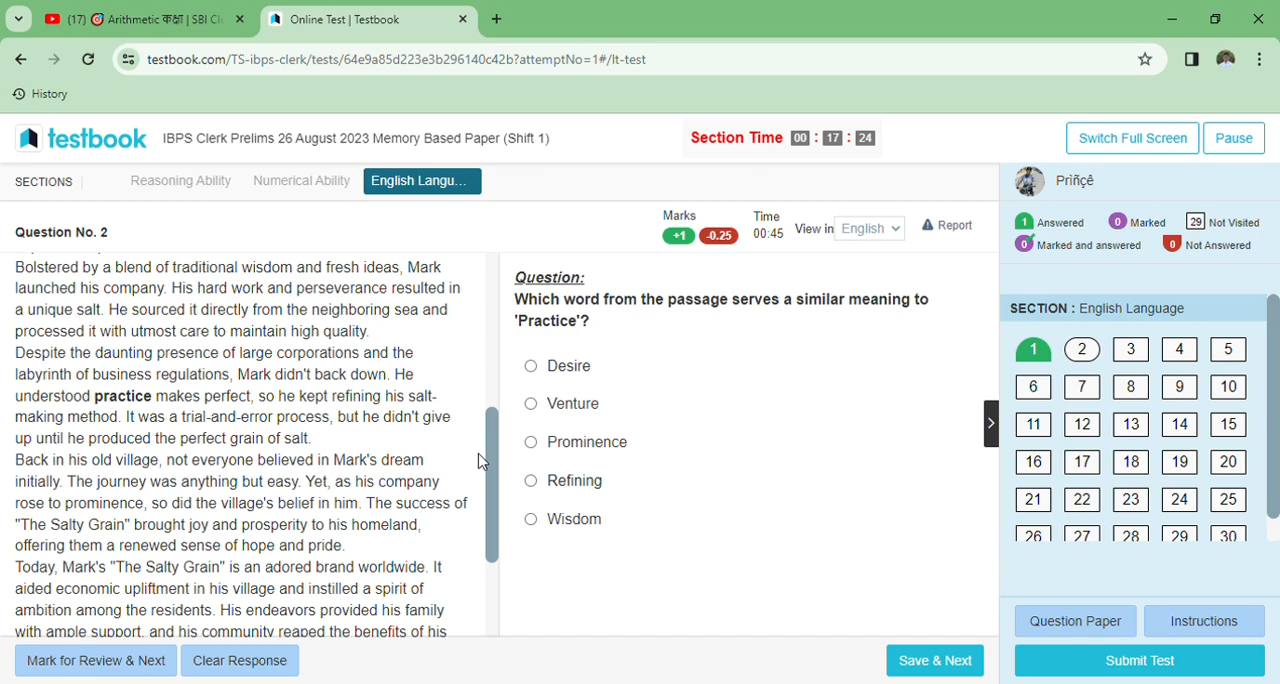 (17) 🎯 Arithmetic कक्षा | SBI Cl
Online Test | Testbook
testbook.com/TS-ibps-clerk/tests/64e9a85d223e3b296140c42b?attemptNo=1#/lt-test
History
testbook
IBPS Clerk Prelims 26 August 2023 Memory Based Paper (Shift 1)
Section Time 00 : 17 : 24
Switch Full Screen
Pause
SECTIONS
Reasoning Ability
Numerical Ability
English Langu...
Prïñçê
Question No. 2
Marks
+1 -0.25
Time
00:45
View in English
Report
1 Answered
0 Marked
29 Not Visited
0 Marked and answered
0 Not Answered
Bolstered by a blend of traditional wisdom and fresh ideas, Mark
launched his company. His hard work and perseverance resulted in
a unique salt. He sourced it directly from the neighboring sea and
processed it with utmost care to maintain high quality.
Despite the daunting presence of large corporations and the
labyrinth of business regulations, Mark didn't back down. He
understood practice makes perfect, so he kept refining his salt-
making method. It was a trial-and-error process, but he didn't give
up until he produced the perfect grain of salt.
Back in his old village, not everyone believed in Mark's dream
initially. The journey was anything but easy. Yet, as his company
rose to prominence, so did the village's belief in him. The success of
"The Salty Grain" brought joy and prosperity to his homeland,
offering them a renewed sense of hope and pride.
Today, Mark's "The Salty Grain" is an adored brand worldwide. It
aided economic upliftment in his village and instilled a spirit of
ambition among the residents. His endeavors provided his family
with ample support, and his community reaped the benefits of his
Question:
Which word from the passage serves a similar meaning to
'Practice'?
Desire
Venture
Prominence
Refining
Wisdom
SECTION : English Language
1 2 3 4 5
6 7 8 9 10
11 12 13 14 15
16 17 18 19 20
21 22 23 24 25
26 27 28 29 30
Question Paper
Instructions
Mark for Review & Next
Clear Response
Save & Next
Submit Test